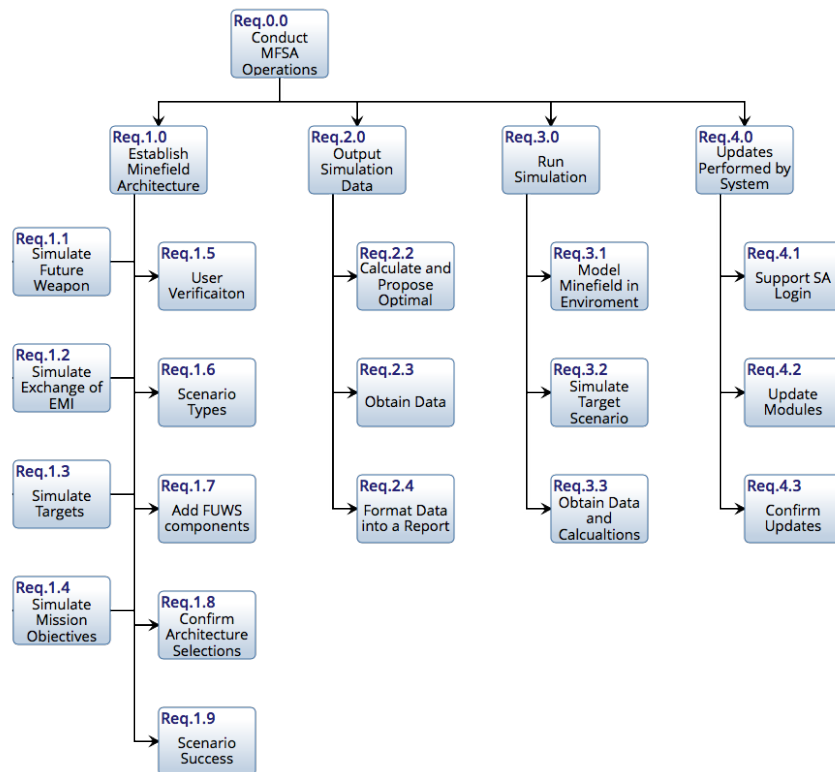 Req.0.0
Conduct
MFSA
Operations
Req.1.0
Establish
Minefield
Architecture
Req.2.0
Output
Simulation
Data
Req.3.0
Run
Simulation
Req.4.0
Updates
Performed by
System
Req.1.1
Simulate
Future
Weapon
Req.1.5
User
Verificaiton
Req.2.2
Calculate and
Propose
Optimal
Req.3.1
Model
Minefield in
Enviroment
Req.4.1
Support SA
Login
Req.1.2
Simulate
Exchange of
EMI
Req.1.6
Scenario
Types
Req.2.3
Obtain Data
Req.3.2
Simulate
Target
Scenario
Req.4.2
Update
Modules
Req.1.3
Simulate
Targets
Req.1.7
Add FUWS
components
Req.2.4
Format Data
into a Report
Req.3.3
Obtain Data
and
Calcualtions
Req.4.3
Confirm
Updates
Req.1.4
Simulate
Mission
Objectives
Req.1.8
Confirm
Architecture
Selections
Req.1.9
Scenario
Success